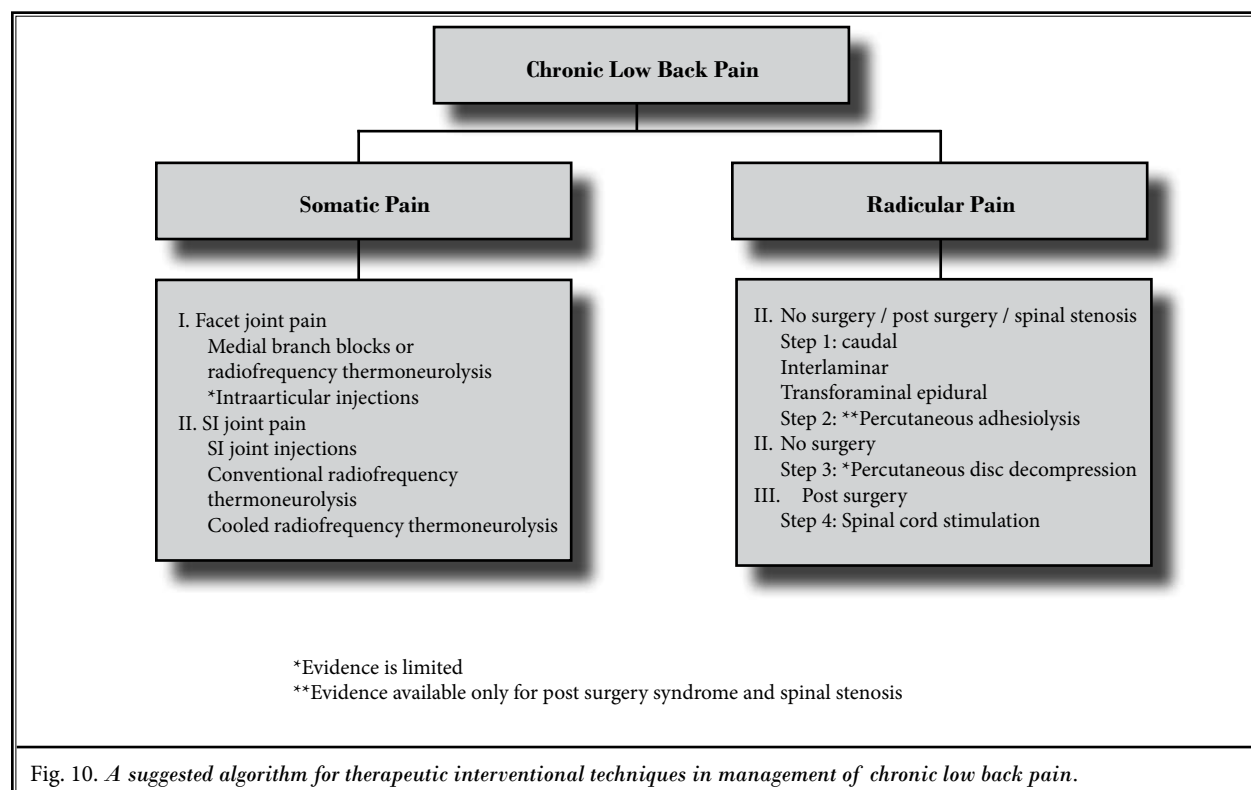 Chronic Low Back Pain
Somatic Pain
I. Facet joint pain
Medial branch blocks or
radiofrequency thermoneurolysis
*Intraarticular injections
II. SI joint pain
SI joint injections
Conventional radiofrequency
thermoneurolysis
Cooled radiofrequency thermoneurolysis
Radicular Pain
II. No surgery / post surgery / spinal stenosis
Step 1: caudal
Interlaminar
Transforaminal epidural
Step 2: **Percutaneous adhesiolysis
II. No surgery
Step 3: *Percutaneous disc decompression
III. Post surgery
Step 4: Spinal cord stimulation
*Evidence is limited
**Evidence available only for post surgery syndrome and spinal stenosis
Fig. 10. A suggested algorithm for therapeutic interventional techniques in management of chronic low back pain.